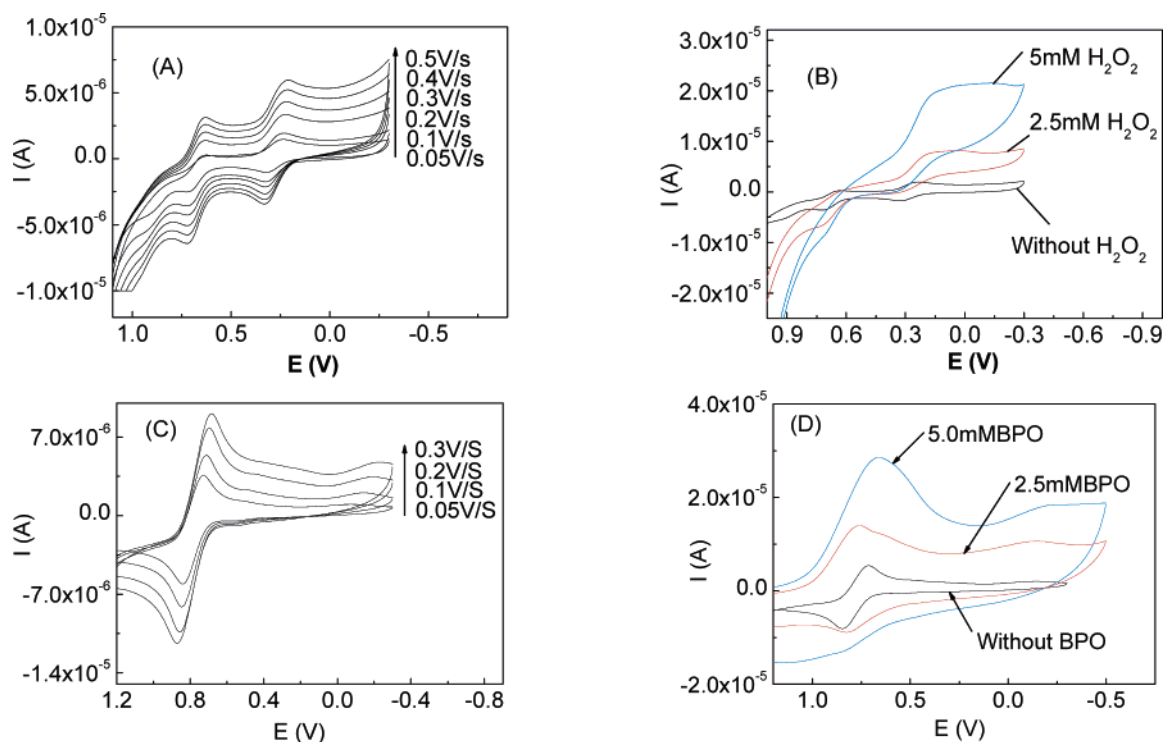 (A)
1.0x10⁻⁵
5.0x10⁻⁶
0.0
-5.0x10⁻⁶
-1.0x10⁻⁵
I (A)
0.5V/s
0.4V/s
0.3V/s
0.2V/s
0.1V/s
0.05V/s
1.0 0.5 0.0 -0.5
E (V)
(B)
3.0x10⁻⁵
2.0x10⁻⁵
1.0x10⁻⁵
0.0
-1.0x10⁻⁵
-2.0x10⁻⁵
I (A)
5mM H₂O₂
2.5mM H₂O₂
Without H₂O₂
0.9 0.6 0.3 0.0 -0.3 -0.6 -0.9
E (V)
(C)
7.0x10⁻⁶
0.0
-7.0x10⁻⁶
-1.4x10⁻⁵
I (A)
0.3V/S
0.2V/S
0.1V/S
0.05V/S
1.2 0.8 0.4 0.0 -0.4 -0.8
E (V)
(D)
4.0x10⁻⁵
2.0x10⁻⁵
0.0
-2.0x10⁻⁵
I (A)
5.0mMBPO
2.5mMBPO
Without BPO
1.0 0.5 0.0 -0.5
E (V)